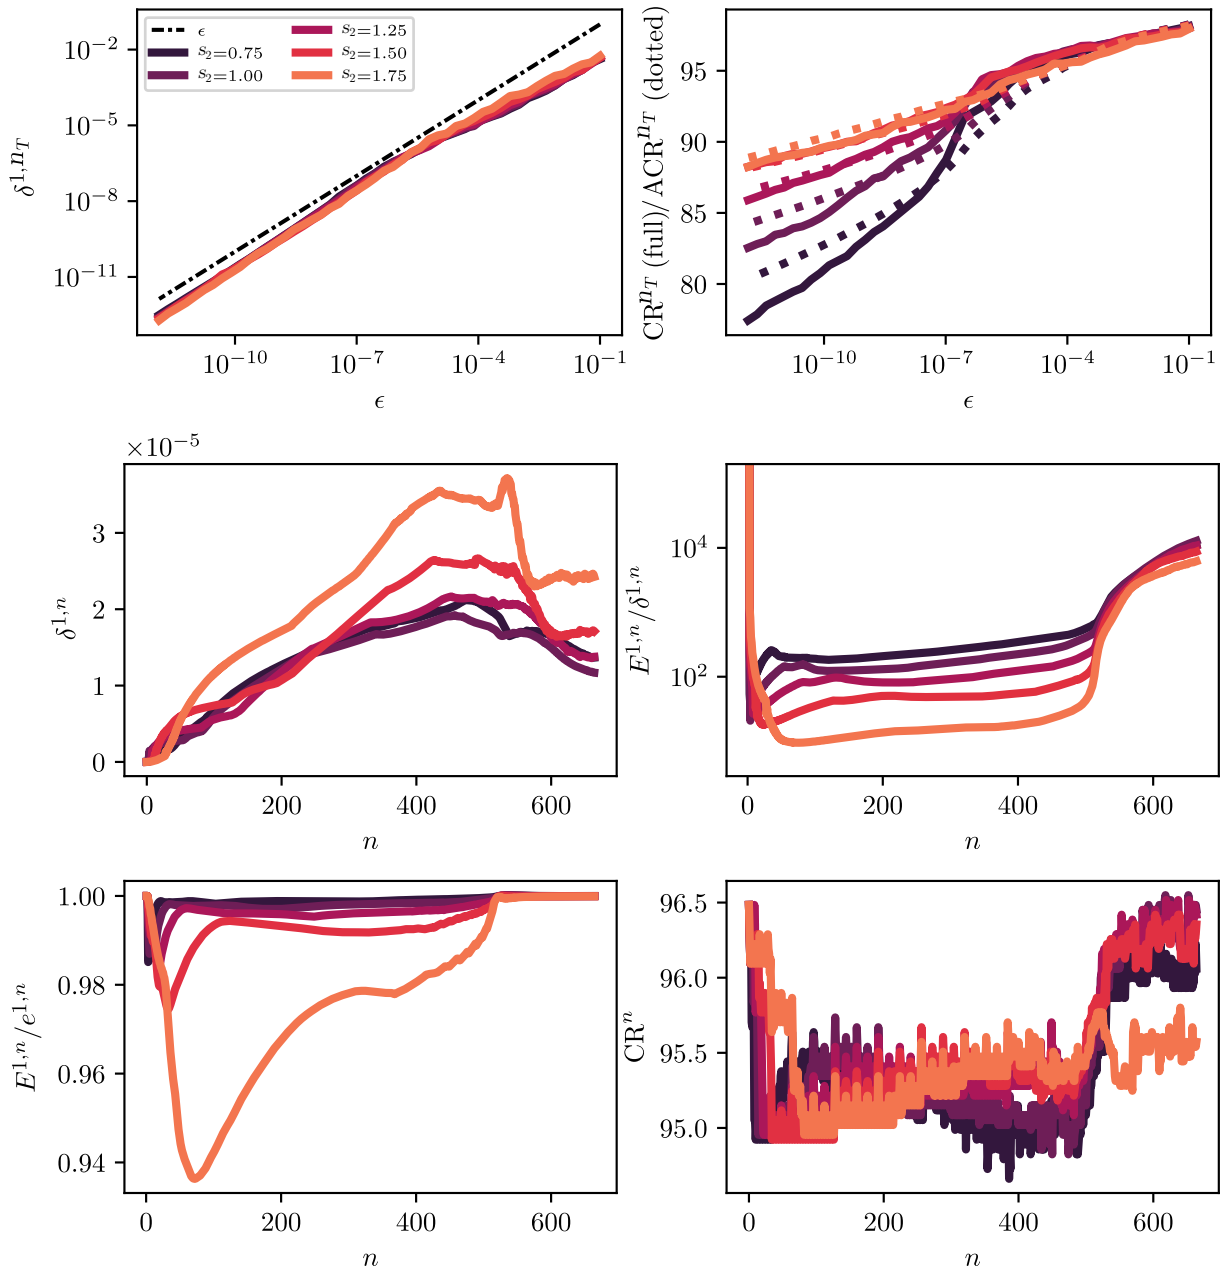 10⁻²
10⁻⁵
10⁻⁸
10⁻¹¹
δ^{1,n_T}
ϵ
s₂=0.75
s₂=1.00
s₂=1.25
s₂=1.50
s₂=1.75
10⁻¹⁰ 10⁻⁷ 10⁻⁴ 10⁻¹
ϵ
CR^{n_T} (full)/ACR^{n_T} (dotted)
95
90
85
80
10⁻¹⁰ 10⁻⁷ 10⁻⁴ 10⁻¹
ϵ
×10⁻⁵
δ^{1,n}
3
2
1
0
0 200 400 600
n
E^{1,n}/δ^{1,n}
10⁴
10²
0 200 400 600
n
E^{1,n}/e^{1,n}
1.00
0.98
0.96
0.94
0 200 400 600
n
CRⁿ
96.5
96.0
95.5
95.0
0 200 400 600
n